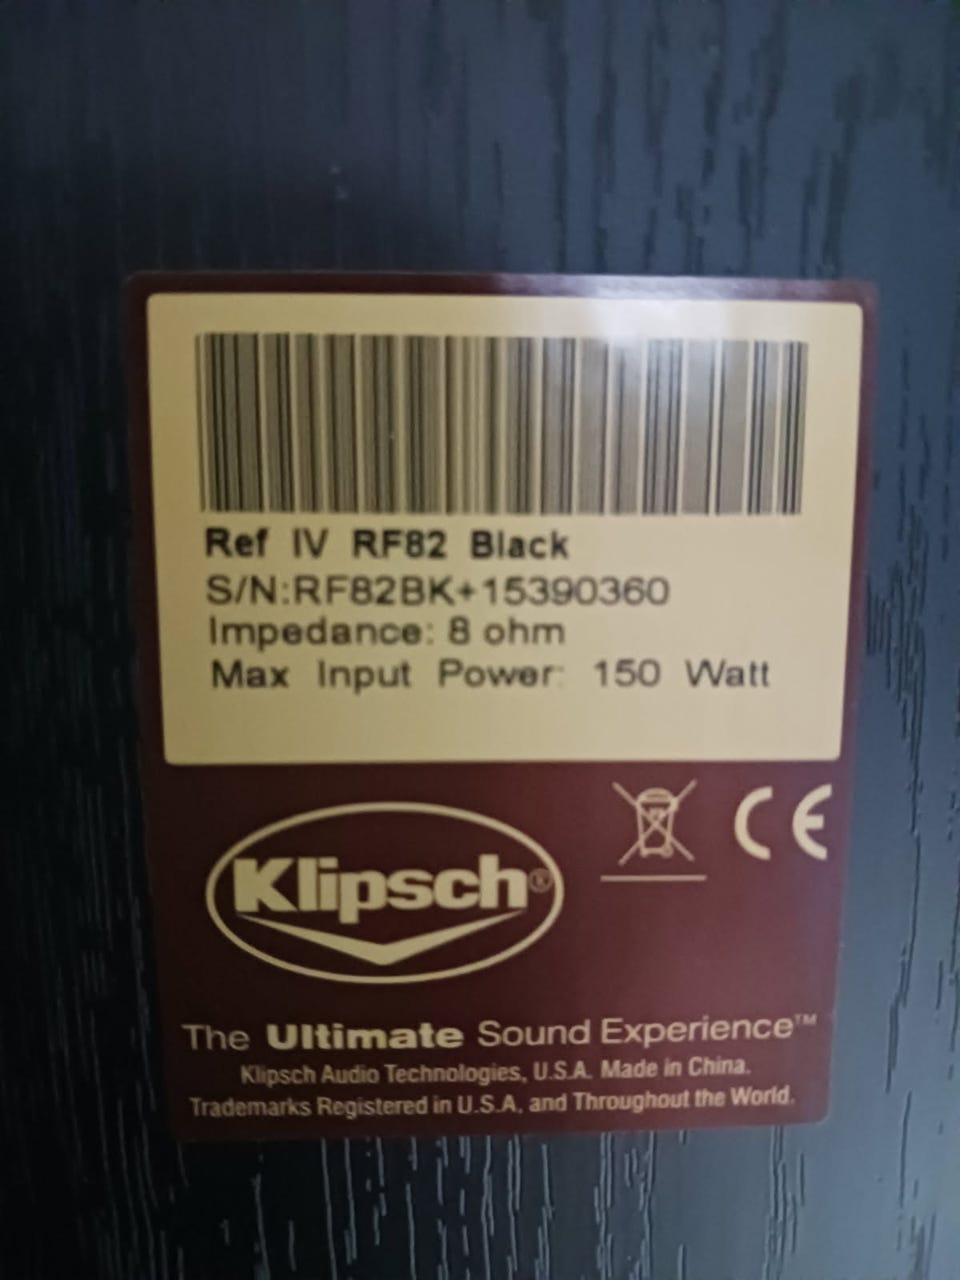 Ref IV RF82 Black
S/N:RF82BK+15390360
Impedance: 8 ohm
Max Input Power: 150 Watt
Klipsch®
CE
The Ultimate Sound Experience™
Klipsch Audio Technologies, U.S.A. Made in China.
Trademarks Registered in U.S.A. and Throughout the World.